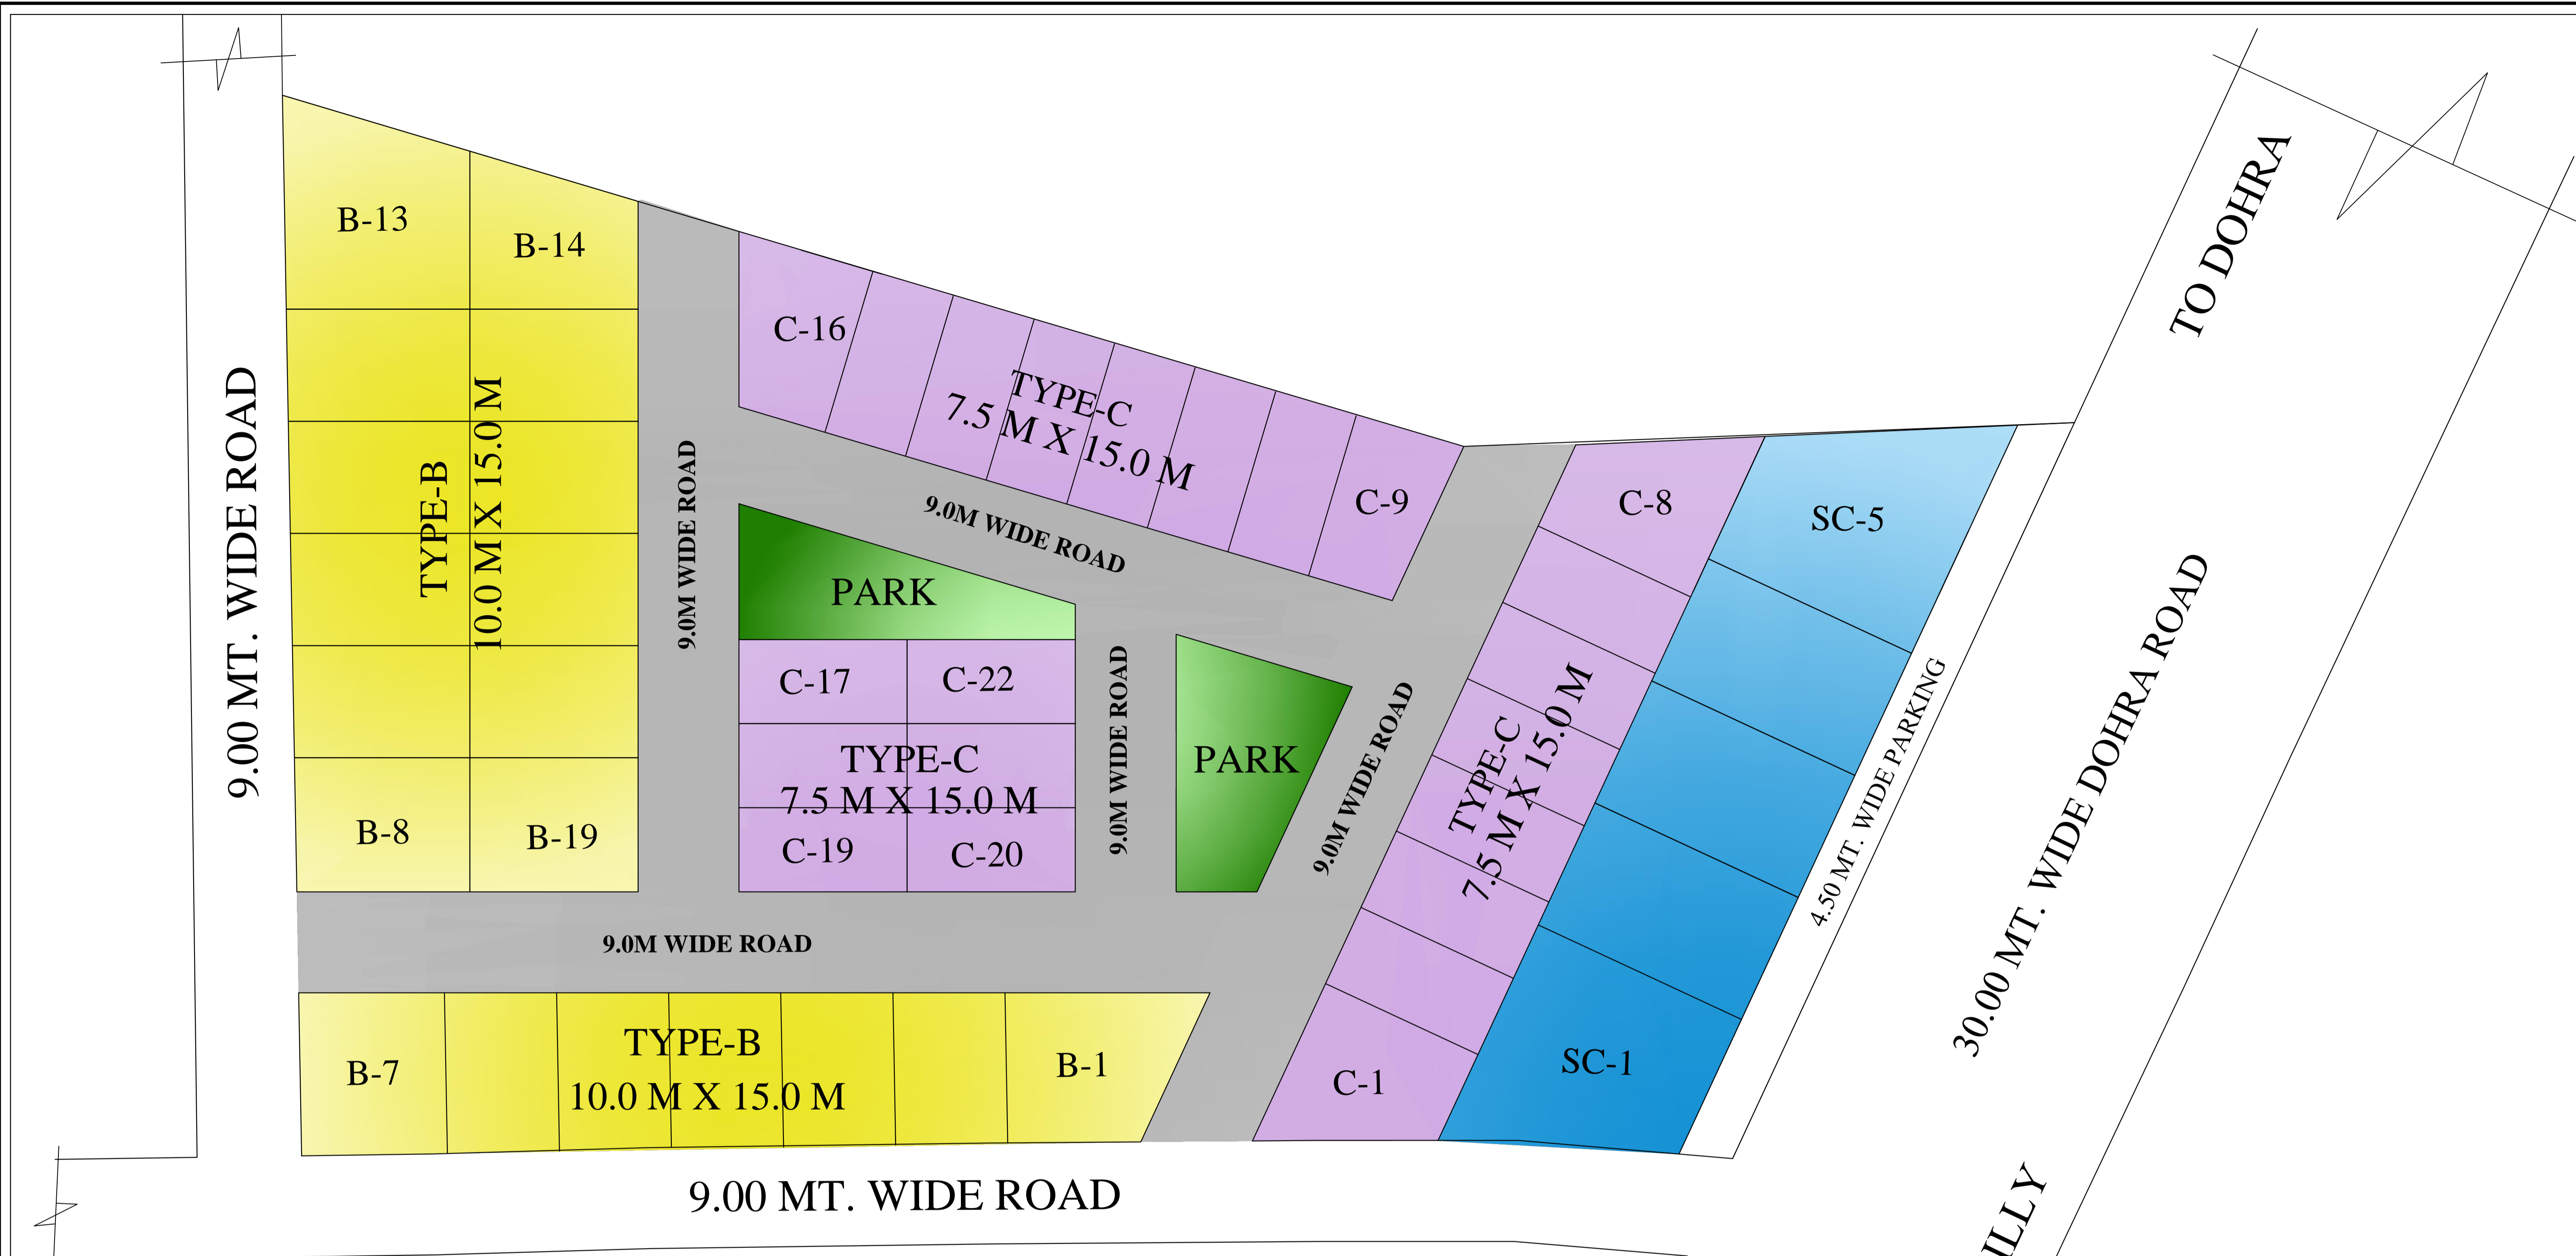 TO DOHRA
B-13
B-14
C-16
TYPE-C
7.5 M X 15.0 M
C-9
C-8
SC-5
9.00 MT. WIDE ROAD
TYPE-B
10.0 M X 15.0 M
9.0M WIDE ROAD
9.0M WIDE ROAD
PARK
C-17
C-22
TYPE-C
7.5 M X 15.0 M
C-19
C-20
9.0M WIDE ROAD
PARK
9.0M WIDE ROAD
TYPE-C
7.5 M X 15.0 M
4.50 MT. WIDE PARKING
30.00 MT. WIDE DOHRA ROAD
B-8
B-19
9.0M WIDE ROAD
B-7
TYPE-B
10.0 M X 15.0 M
B-1
C-1
SC-1
9.00 MT. WIDE ROAD